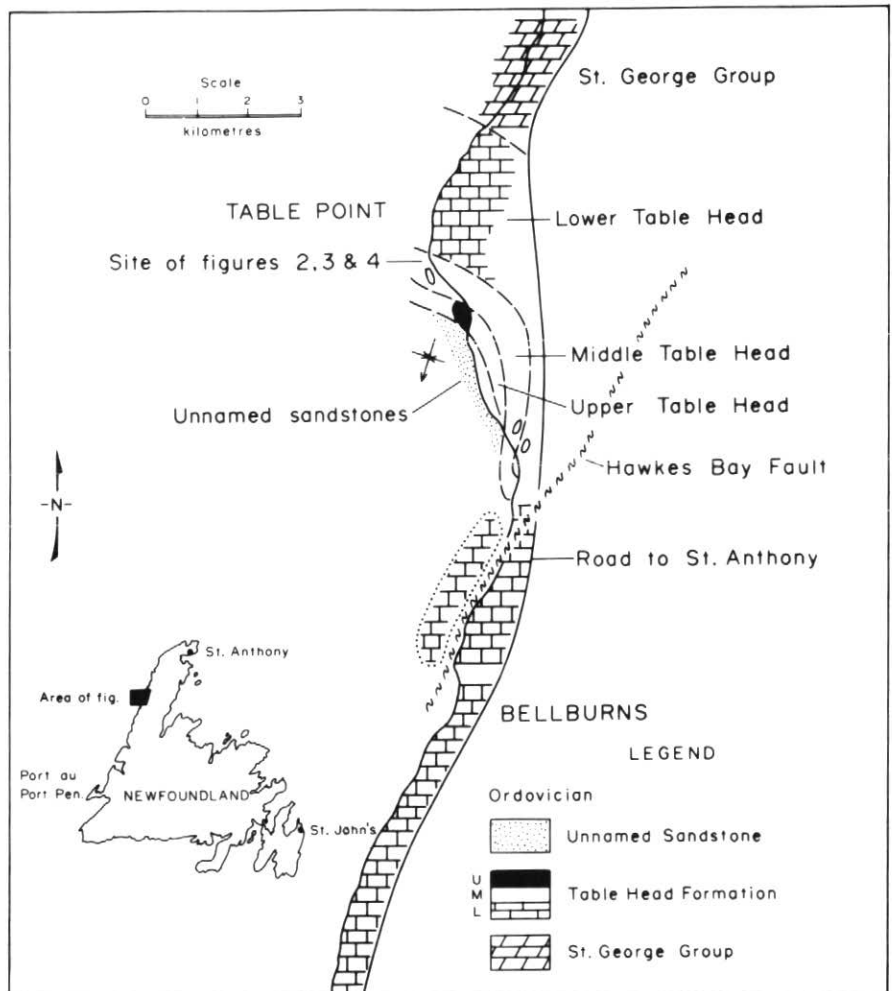 Scale
0 1 2 3
kilometres
St. George Group
TABLE POINT
Lower Table Head
Site of figures 2,3 & 4
Middle Table Head
Upper Table Head
Unnamed sandstones
Hawkes Bay Fault
-N-
Road to St. Anthony
St. Anthony
Area of fig.
BELLBURNS
Port au
Port Pen.
NEWFOUNDLAND
St. John's
LEGEND
Ordovician
Unnamed Sandstone
U
M
L
Table Head Formation
St. George Group